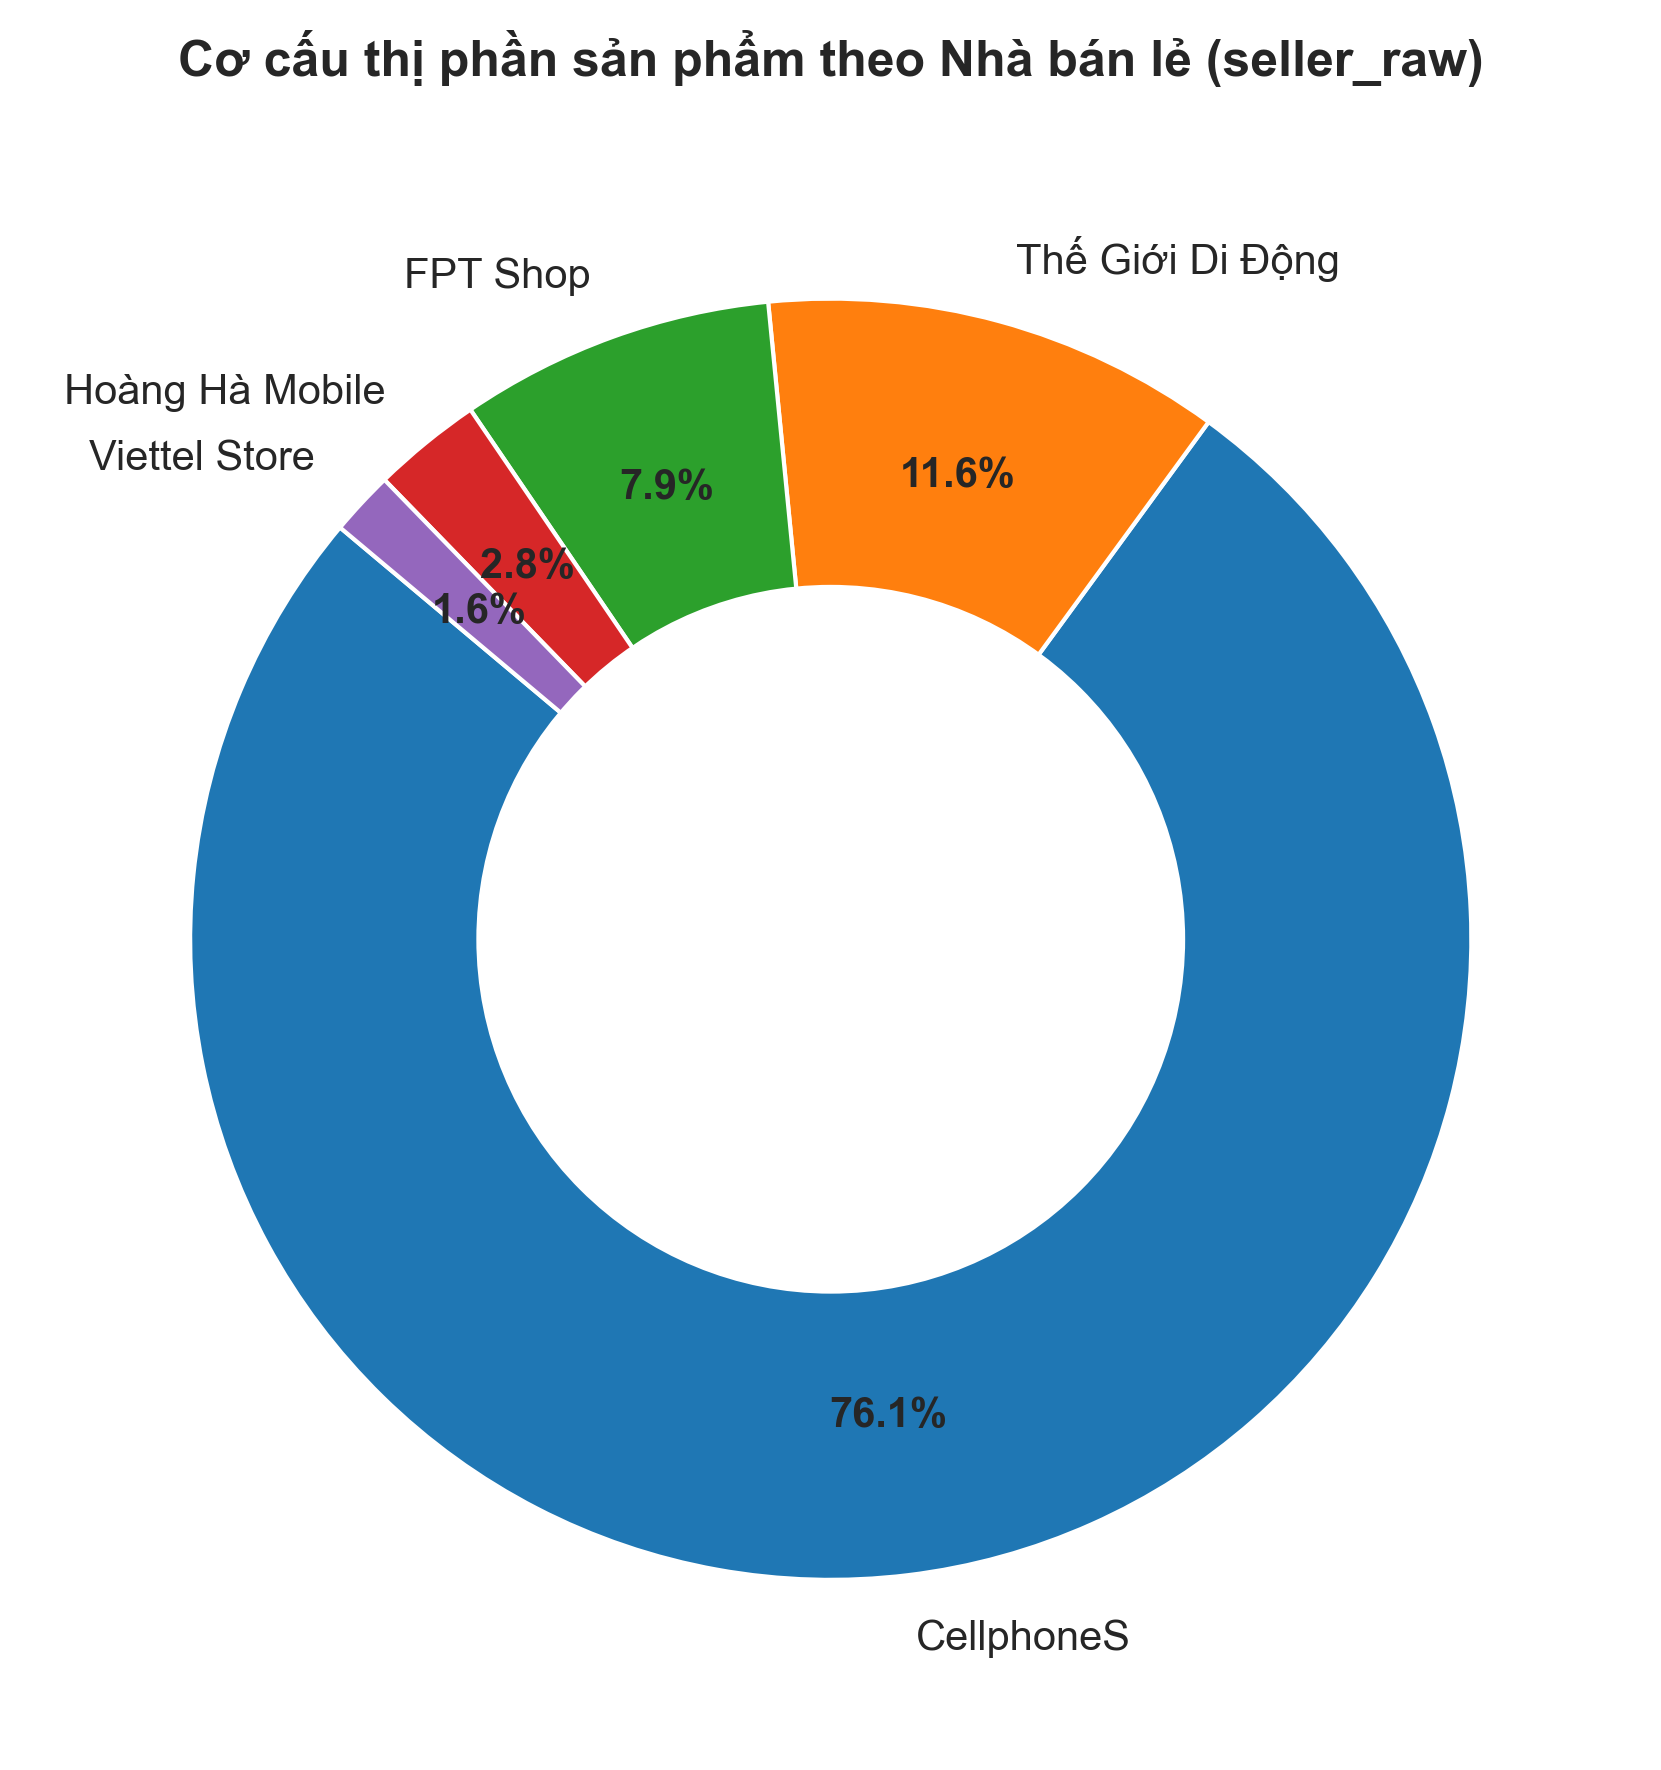 Cơ cấu thị phần sản phẩm theo Nhà bán lẻ (seller_raw)
Thế Giới Di Động
FPT Shop
Hoàng Hà Mobile
Viettel Store
11.6%
7.9%
2.8%
1.6%
76.1%
CellphoneS